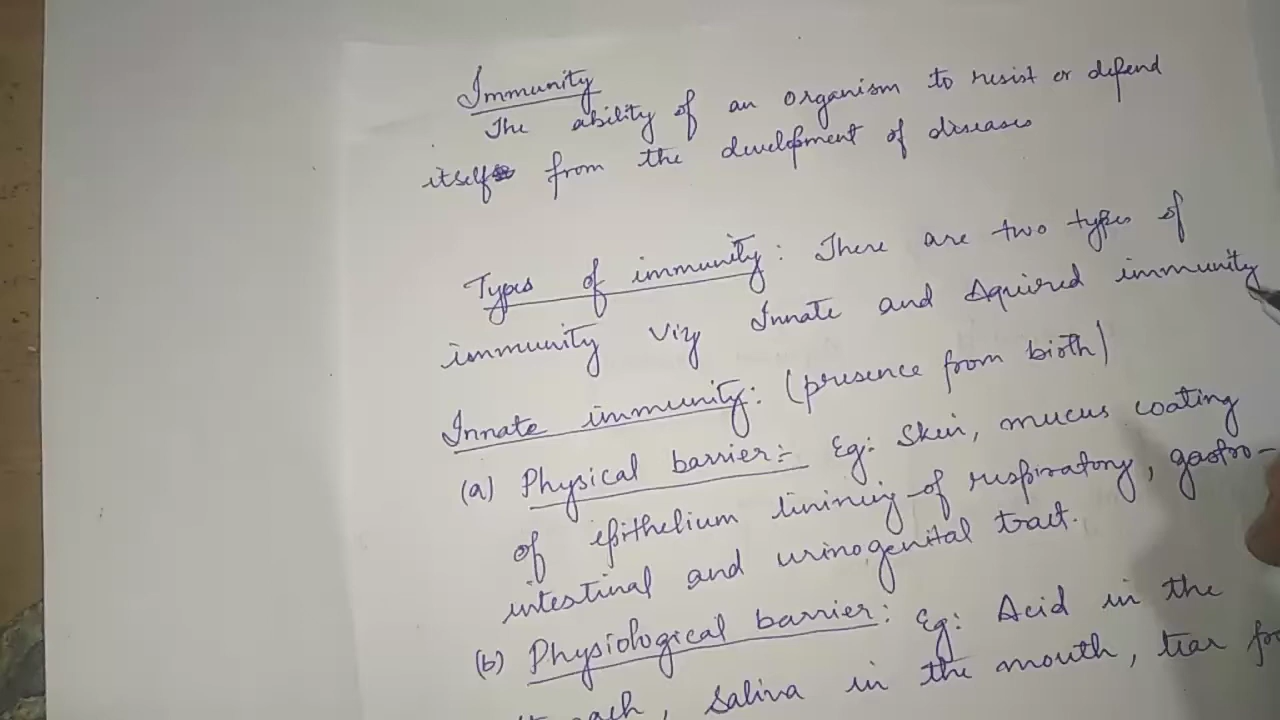 Immunity
The ability of an organism to resist or defend
itself from the development of diseases
Types of immunity: There are two types of
immunity Viz Innate and Aquired immunity
Innate immunity: (presence from birth)
(a) Physical barrier:- Eg: Skin, mucus coating
of epithelium linining of respiratory, gastro-
intestinal and urinogenital tract.
(b) Physiological barrier: Eg: Acid in the
saliva in the mouth, tear